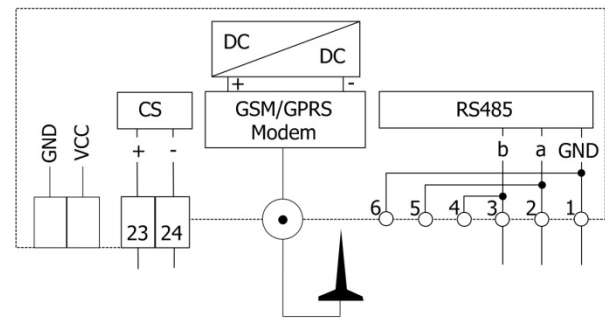 DC
DC
+ -
CS
GSM/GPRS
Modem
RS485
GND
VCC
+ -
b a GND
6 5 4 3 2 1
23 24